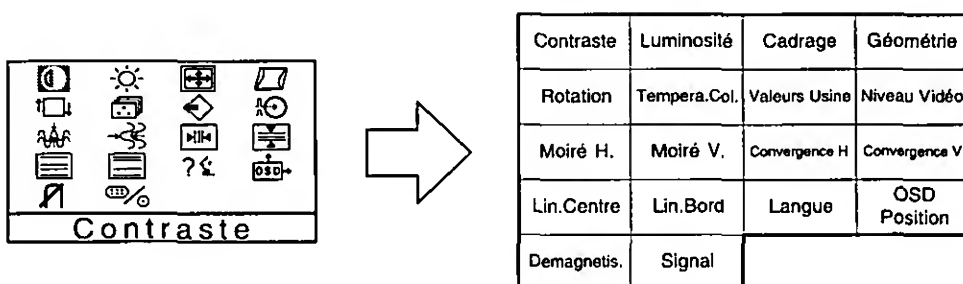 OSD
Contraste
Contraste Luminosité Cadrage Géométrie
Rotation Tempera.Col. Valeurs Usine Niveau Vidéo
Moiré H. Moiré V. Convergence H Convergence V
Lin.Centre Lin.Bord Langue OSD Position
Demagnetis. Signal